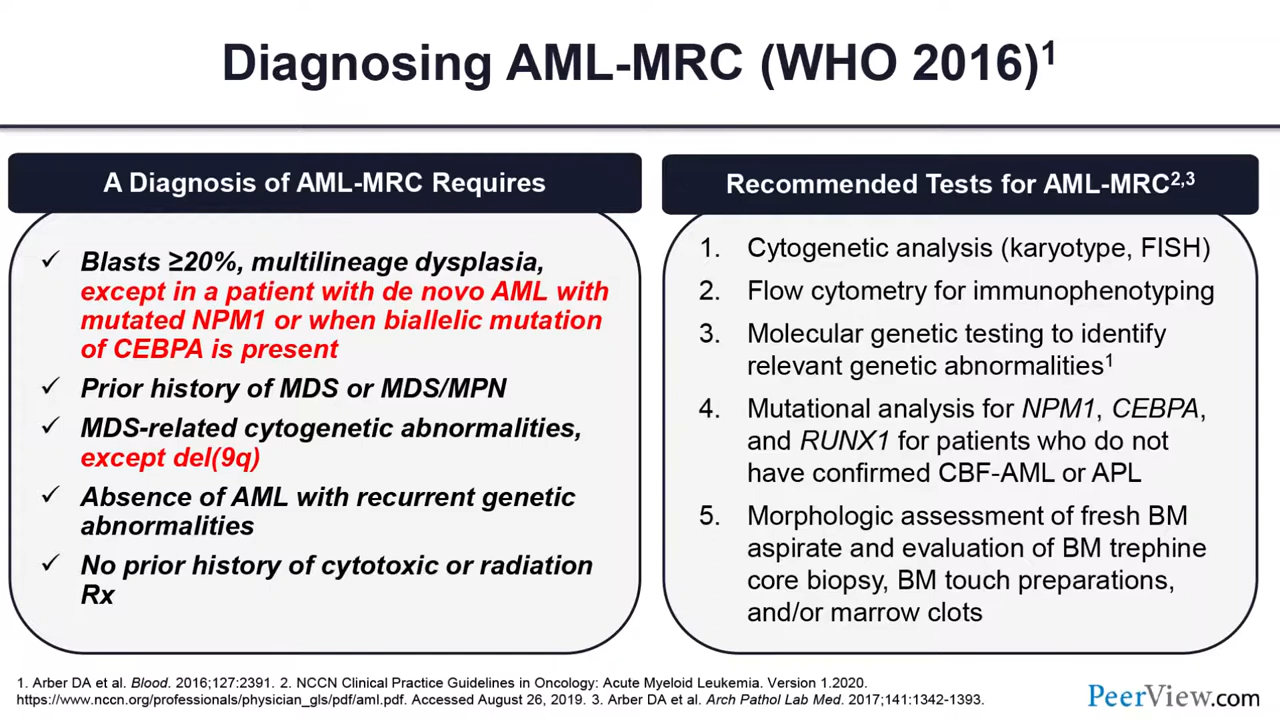 Diagnosing AML-MRC (WHO 2016)1
A Diagnosis of AML-MRC Requires
✓ Blasts ≥20%, multilineage dysplasia,
except in a patient with de novo AML with
mutated NPM1 or when biallelic mutation
of CEBPA is present
✓ Prior history of MDS or MDS/MPN
✓ MDS-related cytogenetic abnormalities,
except del(9q)
✓ Absence of AML with recurrent genetic
abnormalities
✓ No prior history of cytotoxic or radiation
Rx
Recommended Tests for AML-MRC2,3
1. Cytogenetic analysis (karyotype, FISH)
2. Flow cytometry for immunophenotyping
3. Molecular genetic testing to identify
relevant genetic abnormalities1
4. Mutational analysis for NPM1, CEBPA,
and RUNX1 for patients who do not
have confirmed CBF-AML or APL
5. Morphologic assessment of fresh BM
aspirate and evaluation of BM trephine
core biopsy, BM touch preparations,
and/or marrow clots
1. Arber DA et al. Blood. 2016;127:2391. 2. NCCN Clinical Practice Guidelines in Oncology: Acute Myeloid Leukemia. Version 1.2020.
https://www.nccn.org/professionals/physician_gls/pdf/aml.pdf. Accessed August 26, 2019. 3. Arber DA et al. Arch Pathol Lab Med. 2017;141:1342-1393.
PeerView.com